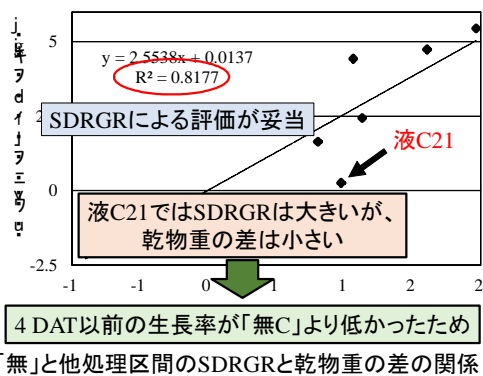 5
y = 2.5538x + 0.0137
R² = 0.8177
2
SDRGRによる評価が妥当
液C21
0
液C21ではSDRGRは大きいが、
乾物重の差は小さい
-2.5
-1 -1 0 1 1 2 2
4 DAT以前の生長率が「無C」より低かったため
「無」と他処理区間のSDRGRと乾物重の差の関係